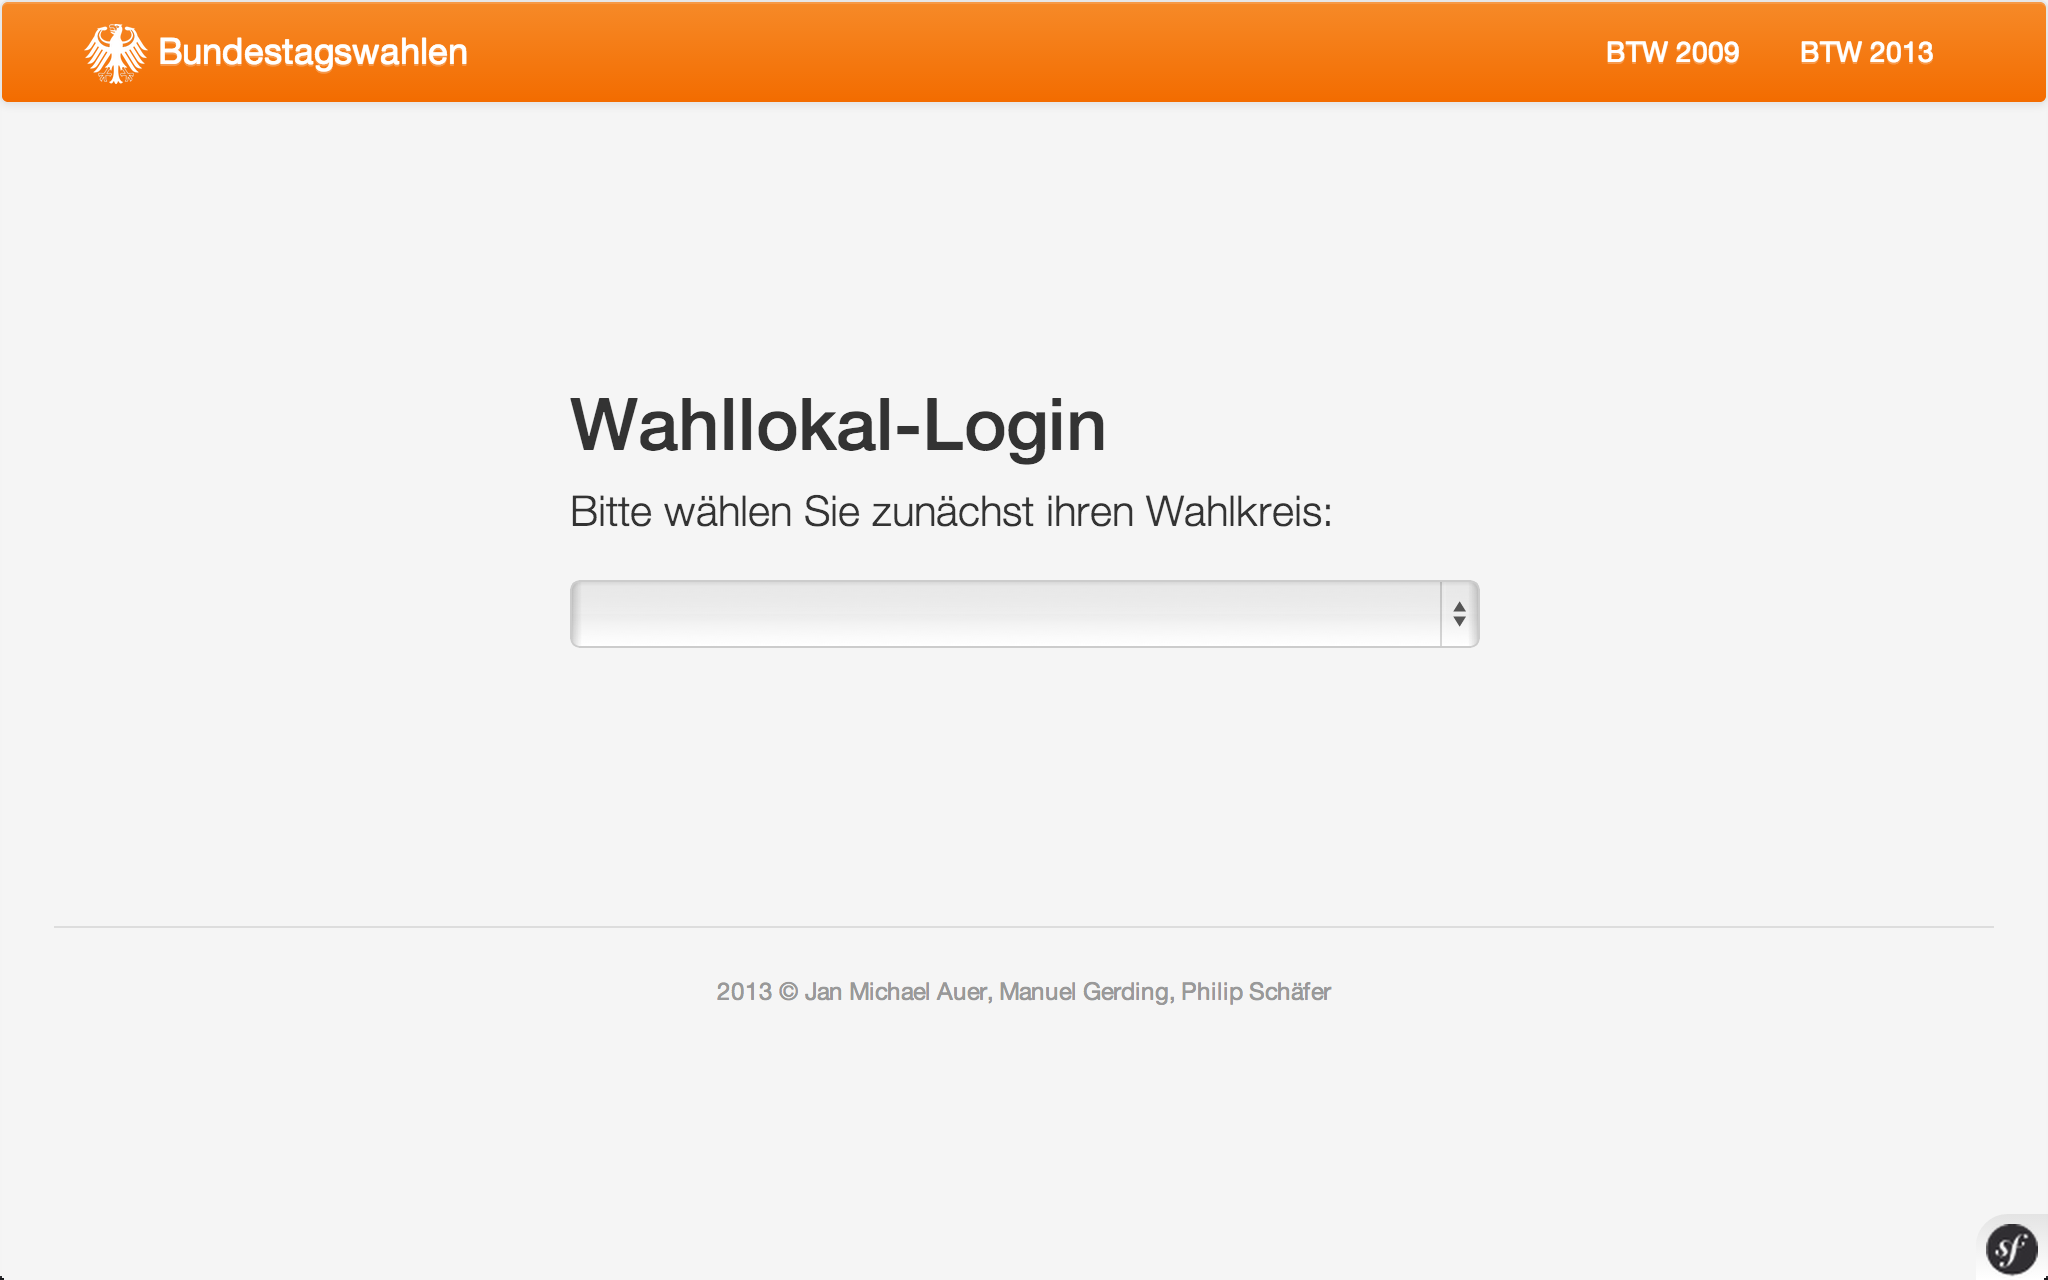 Bundestagswahlen
BTW 2009
BTW 2013
Wahllokal-Login
Bitte wählen Sie zunächst ihren Wahlkreis:
2013 © Jan Michael Auer, Manuel Gerding, Philip Schäfer
sf